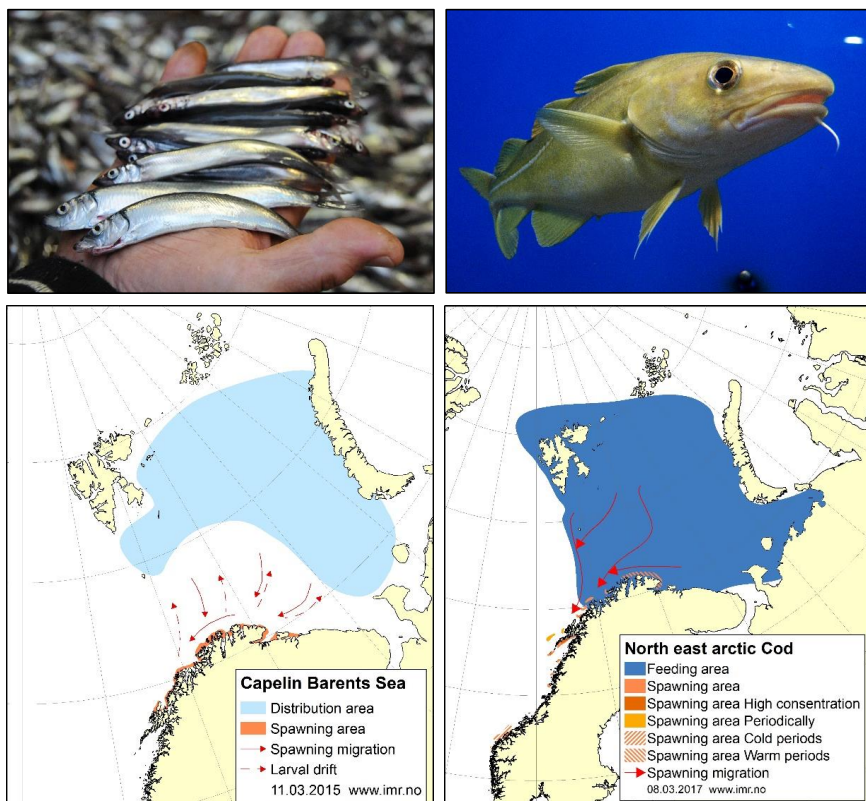 Capelin Barents Sea
Distribution area
Spawning area
Spawning migration
Larval drift
11.03.2015 www.imr.no
North east arctic Cod
Feeding area
Spawning area
Spawning area High consentration
Spawning area Periodically
Spawning area Cold periods
Spawning area Warm periods
Spawning migration
08.03.2017 www.imr.no